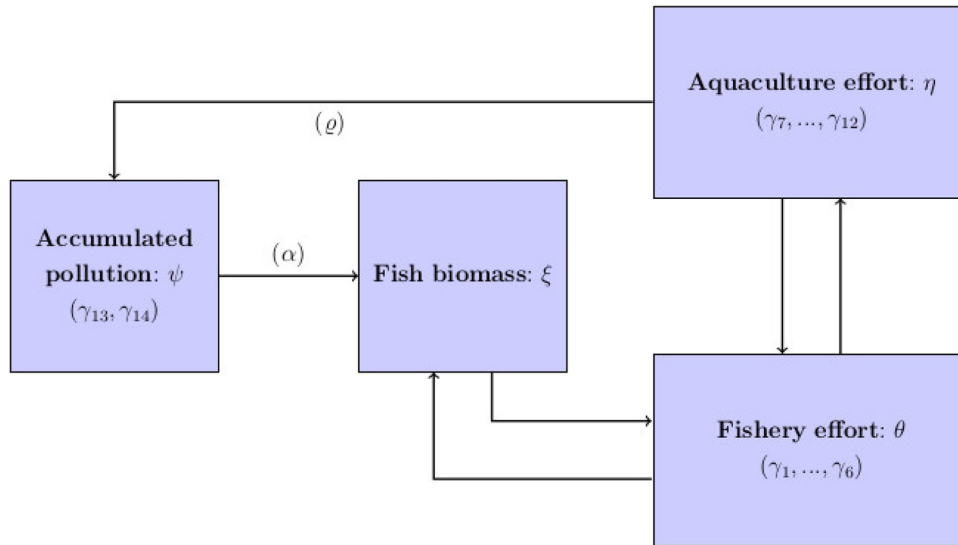 Aquaculture effort: η
(γ₇, ..., γ₁₂)
(ϱ)
Accumulated
pollution: ψ
(γ₁₃, γ₁₄)
(α)
Fish biomass: ξ
Fishery effort: θ
(γ₁, ..., γ₆)